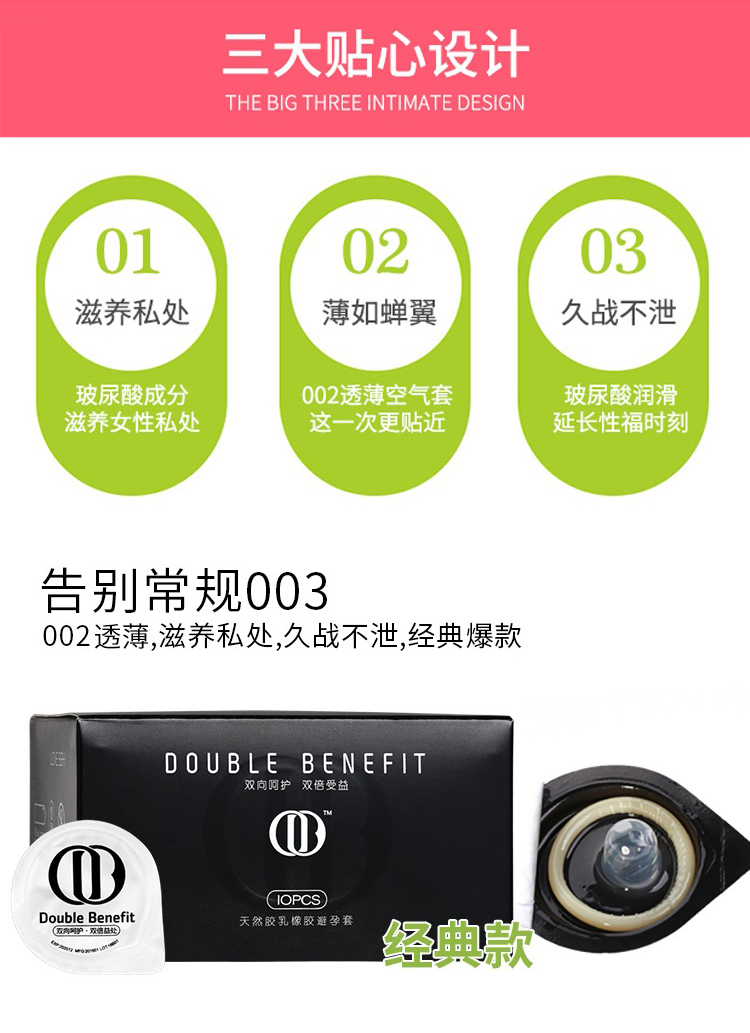 三大贴心设计
THE BIG THREE INTIMATE DESIGN
01
滋养私处
玻尿酸成分
滋养女性私处
02
薄如蝉翼
002透薄空气套
这一次更贴近
03
久战不泄
玻尿酸润滑
延长性福时刻
告别常规003
002透薄,滋养私处,久战不泄,经典爆款
DOUBLE BENEFIT
双向呵护 双倍受益
TM
10PCS
天然胶乳橡胶避孕套
Double Benefit
双向呵护·双倍益处
经典款